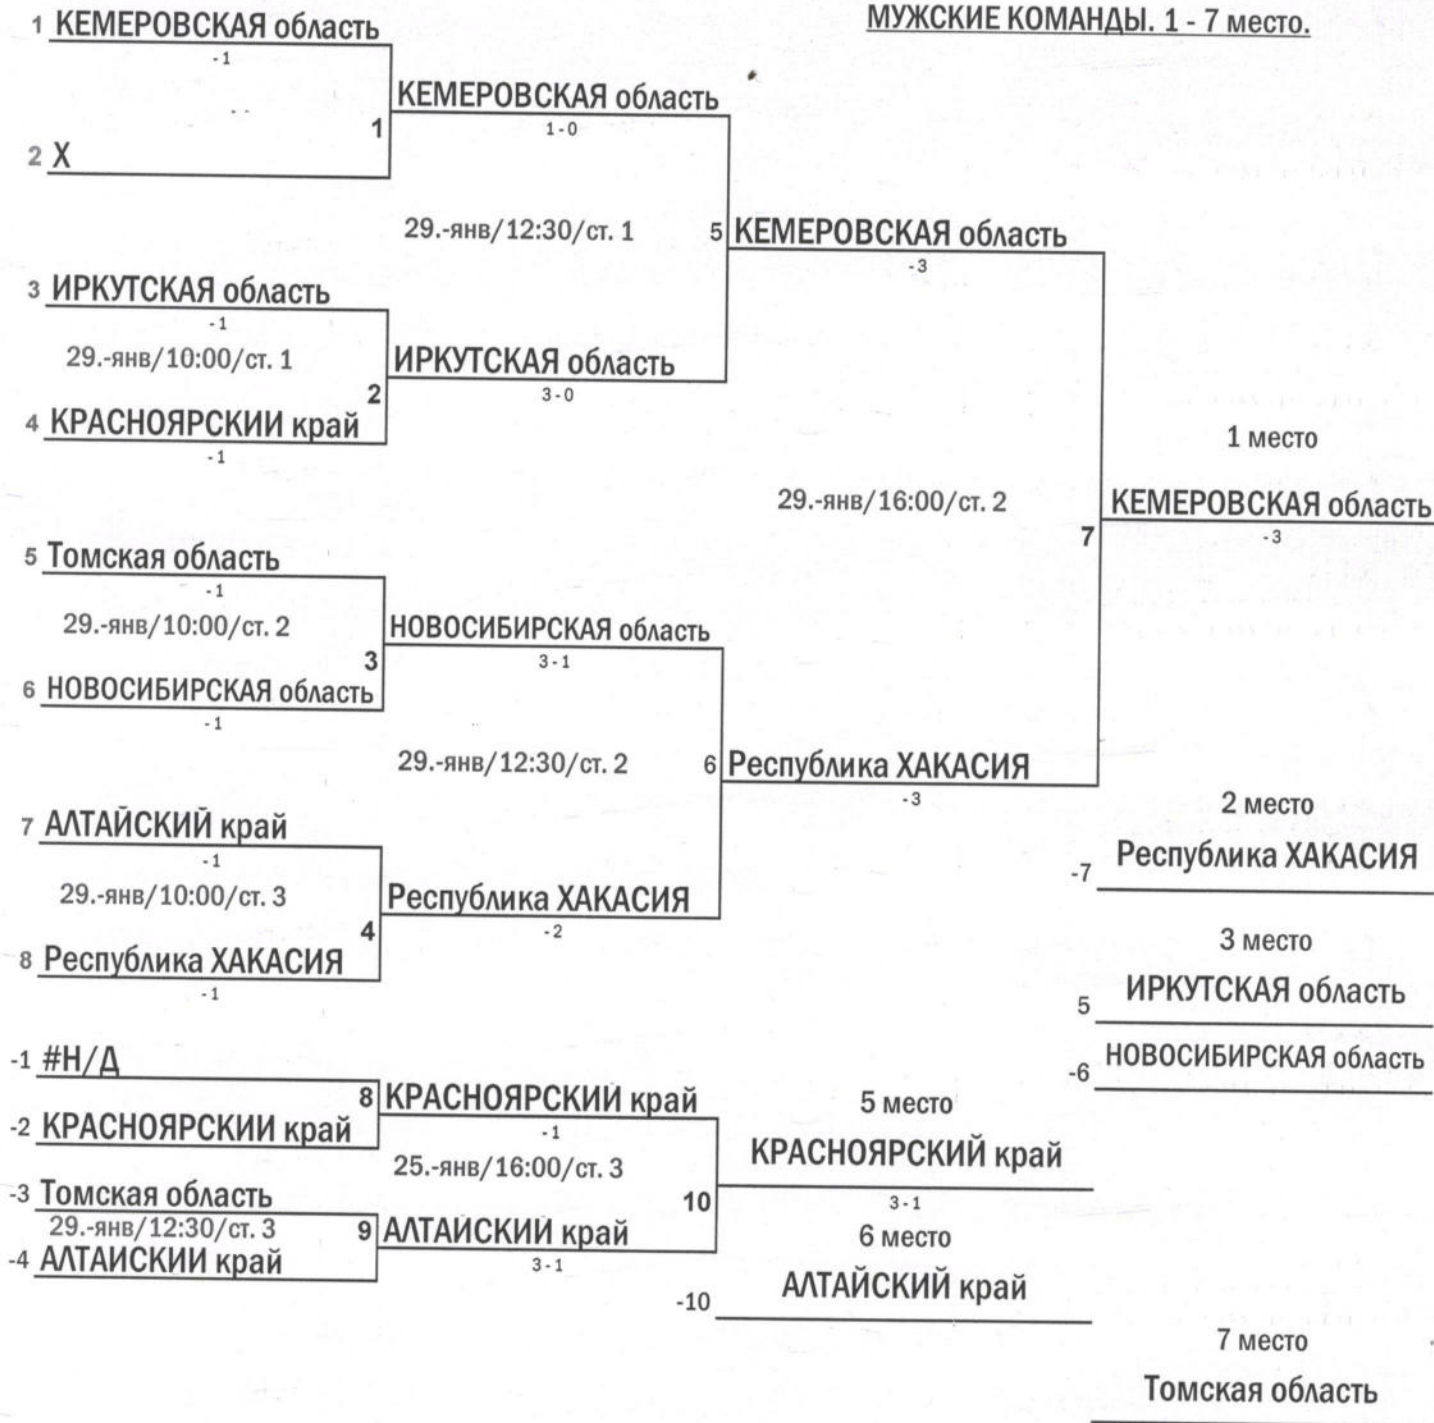 МУЖСКИЕ КОМАНДЫ. 1 - 7 место.
1 КЕМЕРОВСКАЯ область
- 1
- -
1
2 X
КЕМЕРОВСКАЯ область
1 - 0
29.-янв/12:30/ст. 1
5
КЕМЕРОВСКАЯ область
- 3
3 ИРКУТСКАЯ область
- 1
29.-янв/10:00/ст. 1
2
4 КРАСНОЯРСКИИ край
- 1
ИРКУТСКАЯ область
3 - 0
29.-янв/16:00/ст. 2
7
1 место
КЕМЕРОВСКАЯ область
- 3
5 Томская область
- 1
29.-янв/10:00/ст. 2
3
6 НОВОСИБИРСКАЯ область
- 1
НОВОСИБИРСКАЯ область
3 - 1
29.-янв/12:30/ст. 2
6
Республика ХАКАСИЯ
- 3
7 АЛТАЙСКИЙ край
- 1
29.-янв/10:00/ст. 3
4
8 Республика ХАКАСИЯ
- 1
Республика ХАКАСИЯ
- 2
2 место
-7 Республика ХАКАСИЯ
3 место
5 ИРКУТСКАЯ область
-6 НОВОСИБИРСКАЯ область
-1 #Н/Д
8
-2 КРАСНОЯРСКИИ край
КРАСНОЯРСКИИ край
- 1
25.-янв/16:00/ст. 3
10
-3 Томская область
29.-янв/12:30/ст. 3
9
-4 АЛТАИСКИИ край
АЛТАИСКИИ край
3 - 1
5 место
КРАСНОЯРСКИЙ край
3 - 1
6 место
-10 АЛТАЙСКИЙ край
7 место
Томская область